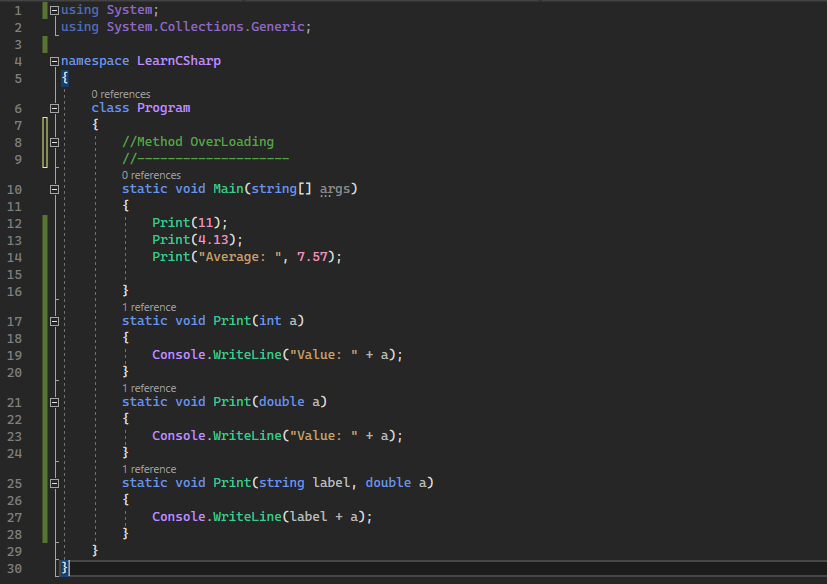 1 using System;
2 using System.Collections.Generic;
3
4 namespace LearnCSharp
5 {
0 references
6 class Program
7 {
8 //Method OverLoading
9 //--------------------
0 references
10 static void Main(string[] args)
11 {
12 Print(11);
13 Print(4.13);
14 Print("Average: ", 7.57);
15
16 }
1 reference
17 static void Print(int a)
18 {
19 Console.WriteLine("Value: " + a);
20 }
1 reference
21 static void Print(double a)
22 {
23 Console.WriteLine("Value: " + a);
24 }
1 reference
25 static void Print(string label, double a)
26 {
27 Console.WriteLine(label + a);
28 }
29 }
30 }